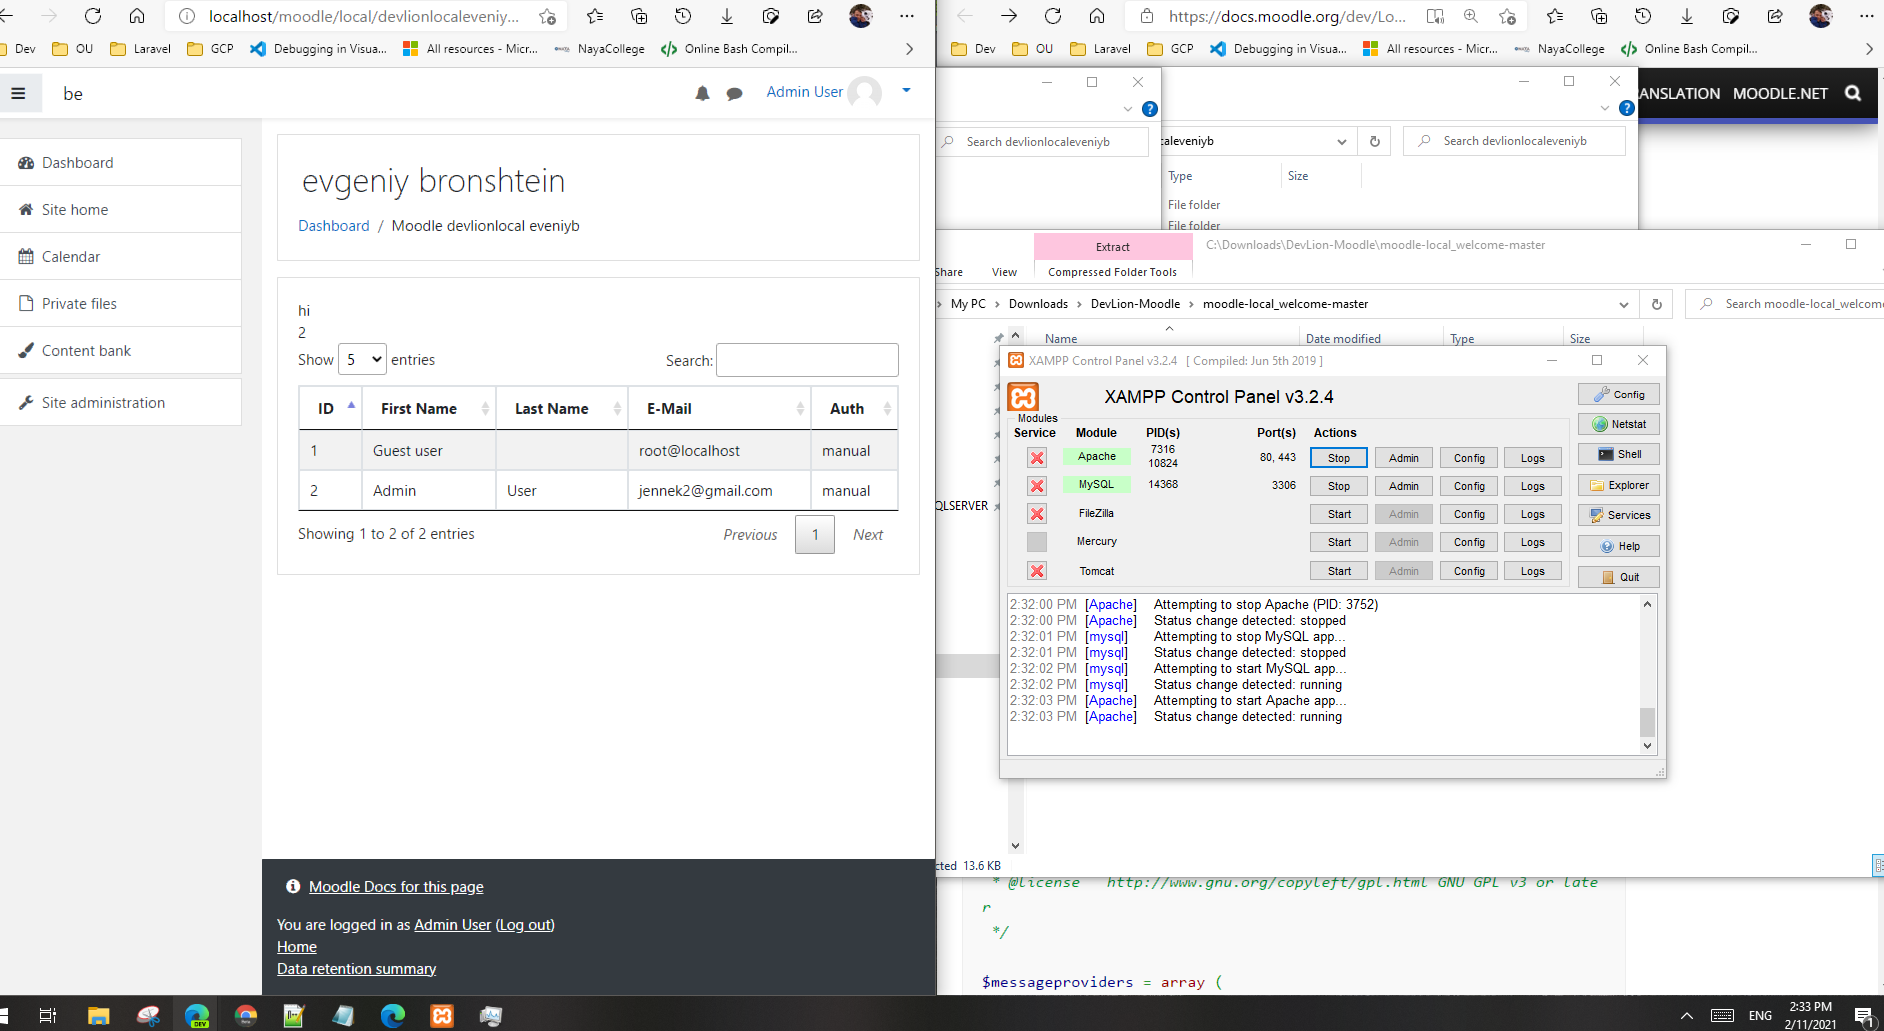 localhost/moodle/local/devlionlocaleveniy...
Dev OU Laravel GCP Debugging in Visua... All resources - Micr... NayaCollege Online Bash Compil...
be
Admin User
Dashboard
Site home
Calendar
Private files
Content bank
Site administration
evgeniy bronshtein
Dashboard / Moodle devlionlocal eveniyb
hi
2
Show 5 entries Search:
ID First Name Last Name E-Mail Auth
1 Guest user root@localhost manual
2 Admin User jennek2@gmail.com manual
Showing 1 to 2 of 2 entries Previous 1 Next
Moodle Docs for this page
You are logged in as Admin User (Log out)
Home
Data retention summary
https://docs.moodle.org/dev/Lo...
Dev OU Laravel GCP Debugging in Visua... All resources - Micr... NayaCollege Online Bash Compil...
ANSLATION MOODLE.NET
Search devlionlocaleveniyb
caleveniyb Search devlionlocaleveniyb
Type Size
File folder
File folder
Extract C:\Downloads\DevLion-Moodle\moodle-local_welcome-master
Share View Compressed Folder Tools
My PC Downloads DevLion-Moodle moodle-local_welcome-master Search moodle-local_welcom
Name Date modified Type Size
QLSERVER
XAMPP Control Panel v3.2.4 [ Compiled: Jun 5th 2019 ]
XAMPP Control Panel v3.2.4
Modules
Service Module PID(s) Port(s) Actions
Apache 7316 10824 80, 443 Stop Admin Config Logs
MySQL 14368 3306 Stop Admin Config Logs
FileZilla Start Admin Config Logs
Mercury Start Admin Config Logs
Tomcat Start Admin Config Logs
Config
Netstat
Shell
Explorer
Services
Help
Quit
2:32:00 PM [Apache] Attempting to stop Apache (PID: 3752)
2:32:00 PM [Apache] Status change detected: stopped
2:32:01 PM [mysql] Attempting to stop MySQL app...
2:32:01 PM [mysql] Status change detected: stopped
2:32:02 PM [mysql] Attempting to start MySQL app...
2:32:02 PM [mysql] Status change detected: running
2:32:03 PM [Apache] Attempting to start Apache app...
2:32:03 PM [Apache] Status change detected: running
cted 13.6 KB
* @license http://www.gnu.org/copyleft/gpl.html GNU GPL v3 or late
r
*/
$messageproviders = array (
DEV
ENG
2:33 PM
2/11/2021
1